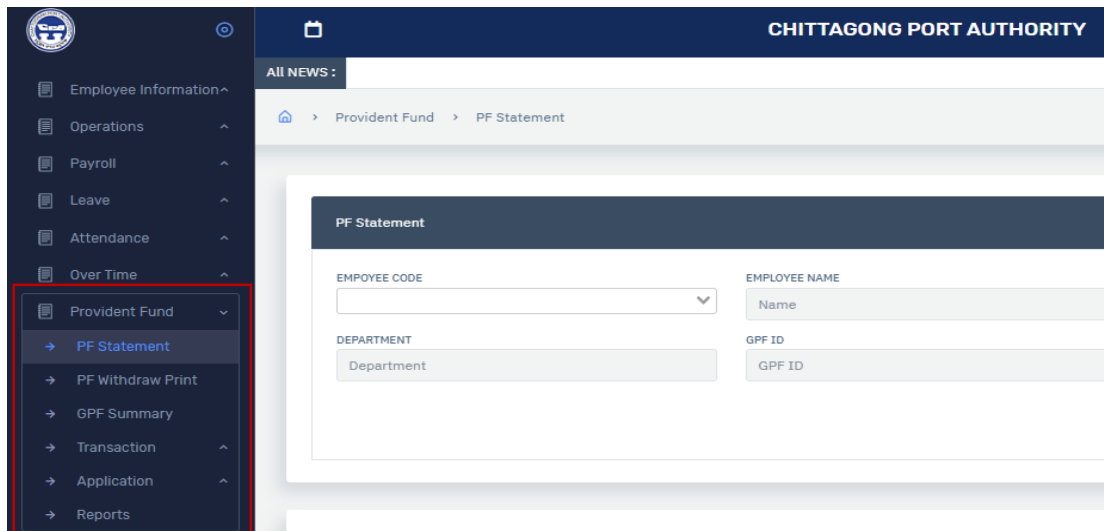 CHITTAGONG PORT AUTHORITY
All NEWS :
Employee Information
Operations
Payroll
Leave
Attendance
Over Time
Provident Fund
PF Statement
PF Withdraw Print
GPF Summary
Transaction
Application
Reports
Provident Fund > PF Statement
PF Statement
EMPOYEE CODE
EMPLOYEE NAME
Name
DEPARTMENT
GPF ID
Department
GPF ID